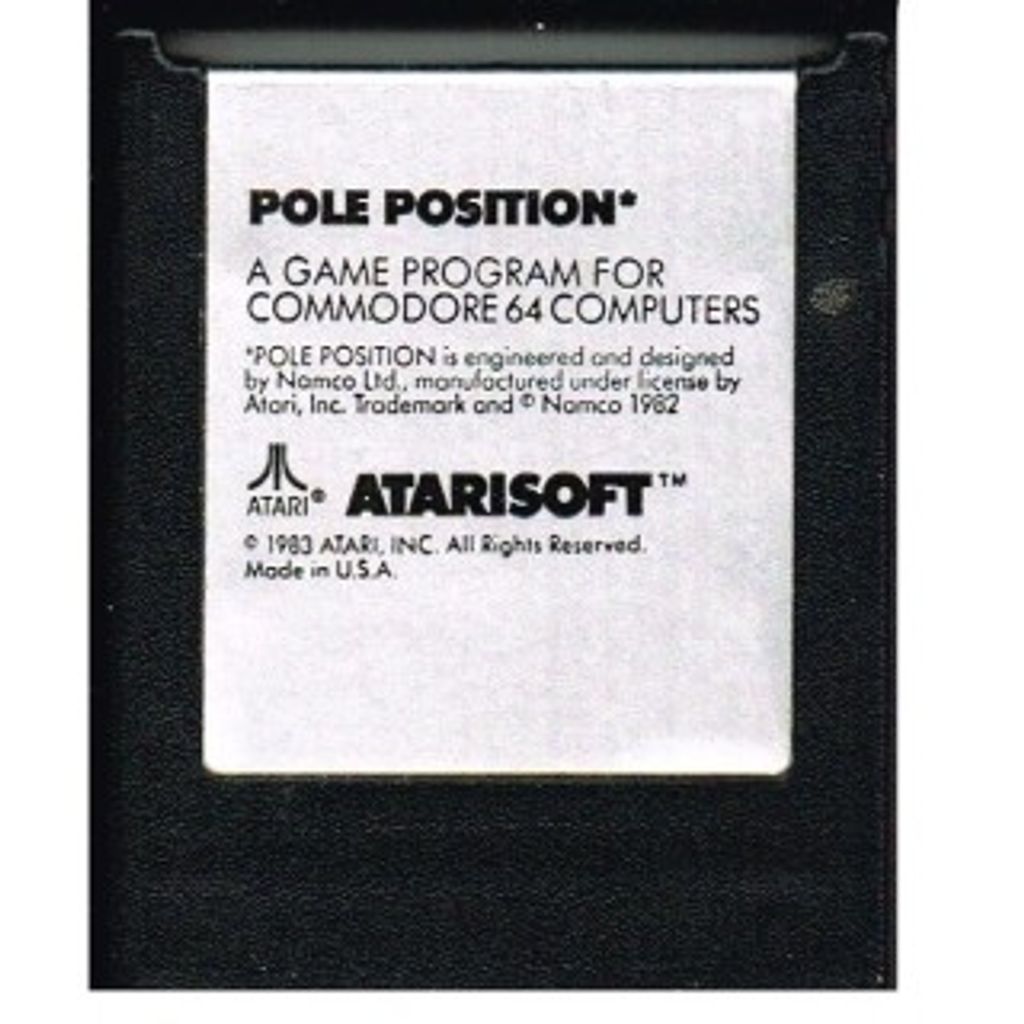 POLE POSITION*
A GAME PROGRAM FOR
COMMODORE 64 COMPUTERS
*POLE POSITION is engineered and designed
by Namco Ltd., manufactured under license by
Atari, Inc. Trademark and © Namco 1982
ATARI® ATARISOFT™
© 1983 ATARI, INC. All Rights Reserved.
Made in U.S.A.